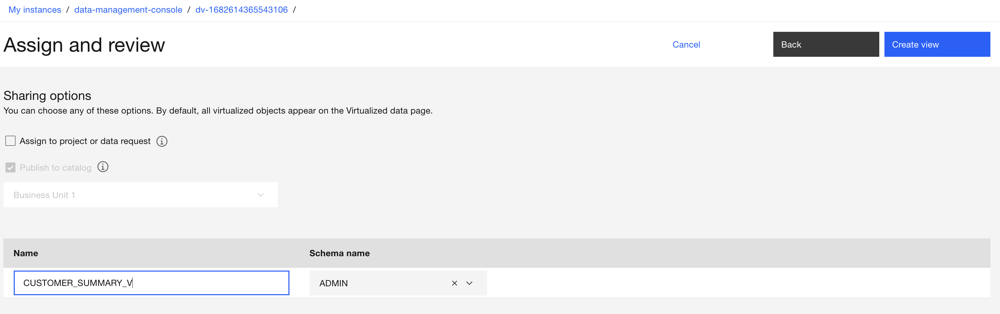 My instances / data-management-console / dv-1682614365543106 /
Assign and review
Cancel
Back
Create view
Sharing options
You can choose any of these options. By default, all virtualized objects appear on the Virtualized data page.
Assign to project or data request
Publish to catalog
Business Unit 1
Name Schema name
CUSTOMER_SUMMARY_V ADMIN